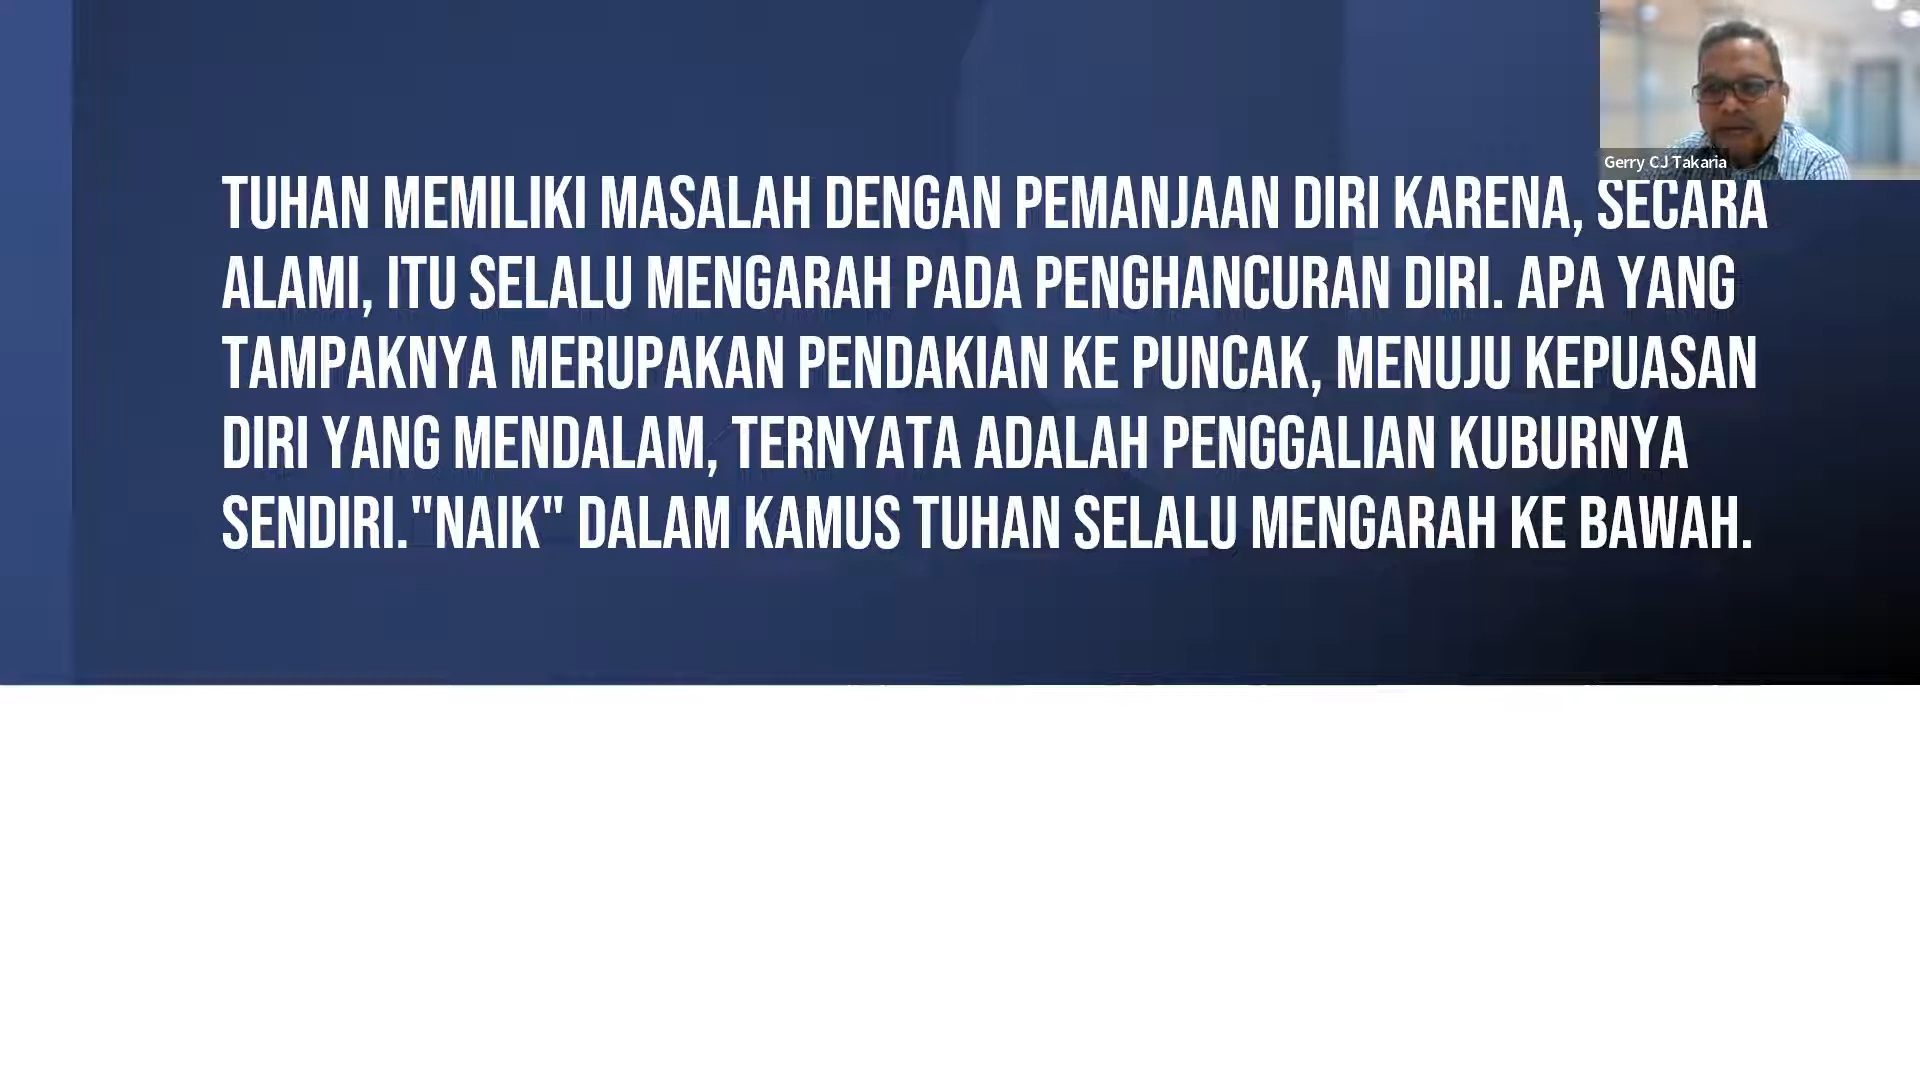 Gerry CJ Takaria
TUHAN MEMILIKI MASALAH DENGAN PEMANJAAN DIRI KARENA, SECARA
ALAMI, ITU SELALU MENGARAH PADA PENGHANCURAN DIRI. APA YANG
TAMPAKNYA MERUPAKAN PENDAKIAN KE PUNCAK, MENUJU KEPUASAN
DIRI YANG MENDALAM, TERNYATA ADALAH PENGGALIAN KUBURNYA
SENDIRI."NAIK" DALAM KAMUS TUHAN SELALU MENGARAH KE BAWAH.